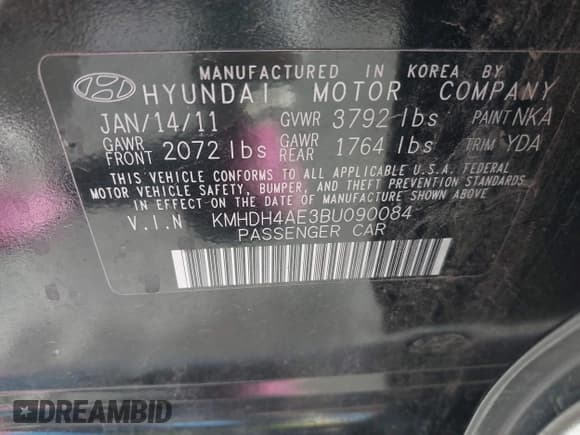 MANUFACTURED IN KOREA BY
HYUNDAI MOTOR COMPANY
JAN/14/11 GVWR 3792 lbs PAINT NKA
GAWR FRONT 2072 lbs GAWR REAR 1764 lbs TRIM YDA
THIS VEHICLE CONFORMS TO ALL APPLICABLE U.S.A. FEDERAL
MOTOR VEHICLE SAFETY, BUMPER, AND THEFT PREVENTION STANDARDS
IN EFFECT ON THE DATE OF MANUFACTURE SHOWN ABOVE
V.I.N KMHDH4AE3BU090084
PASSENGER CAR
DREAMBID